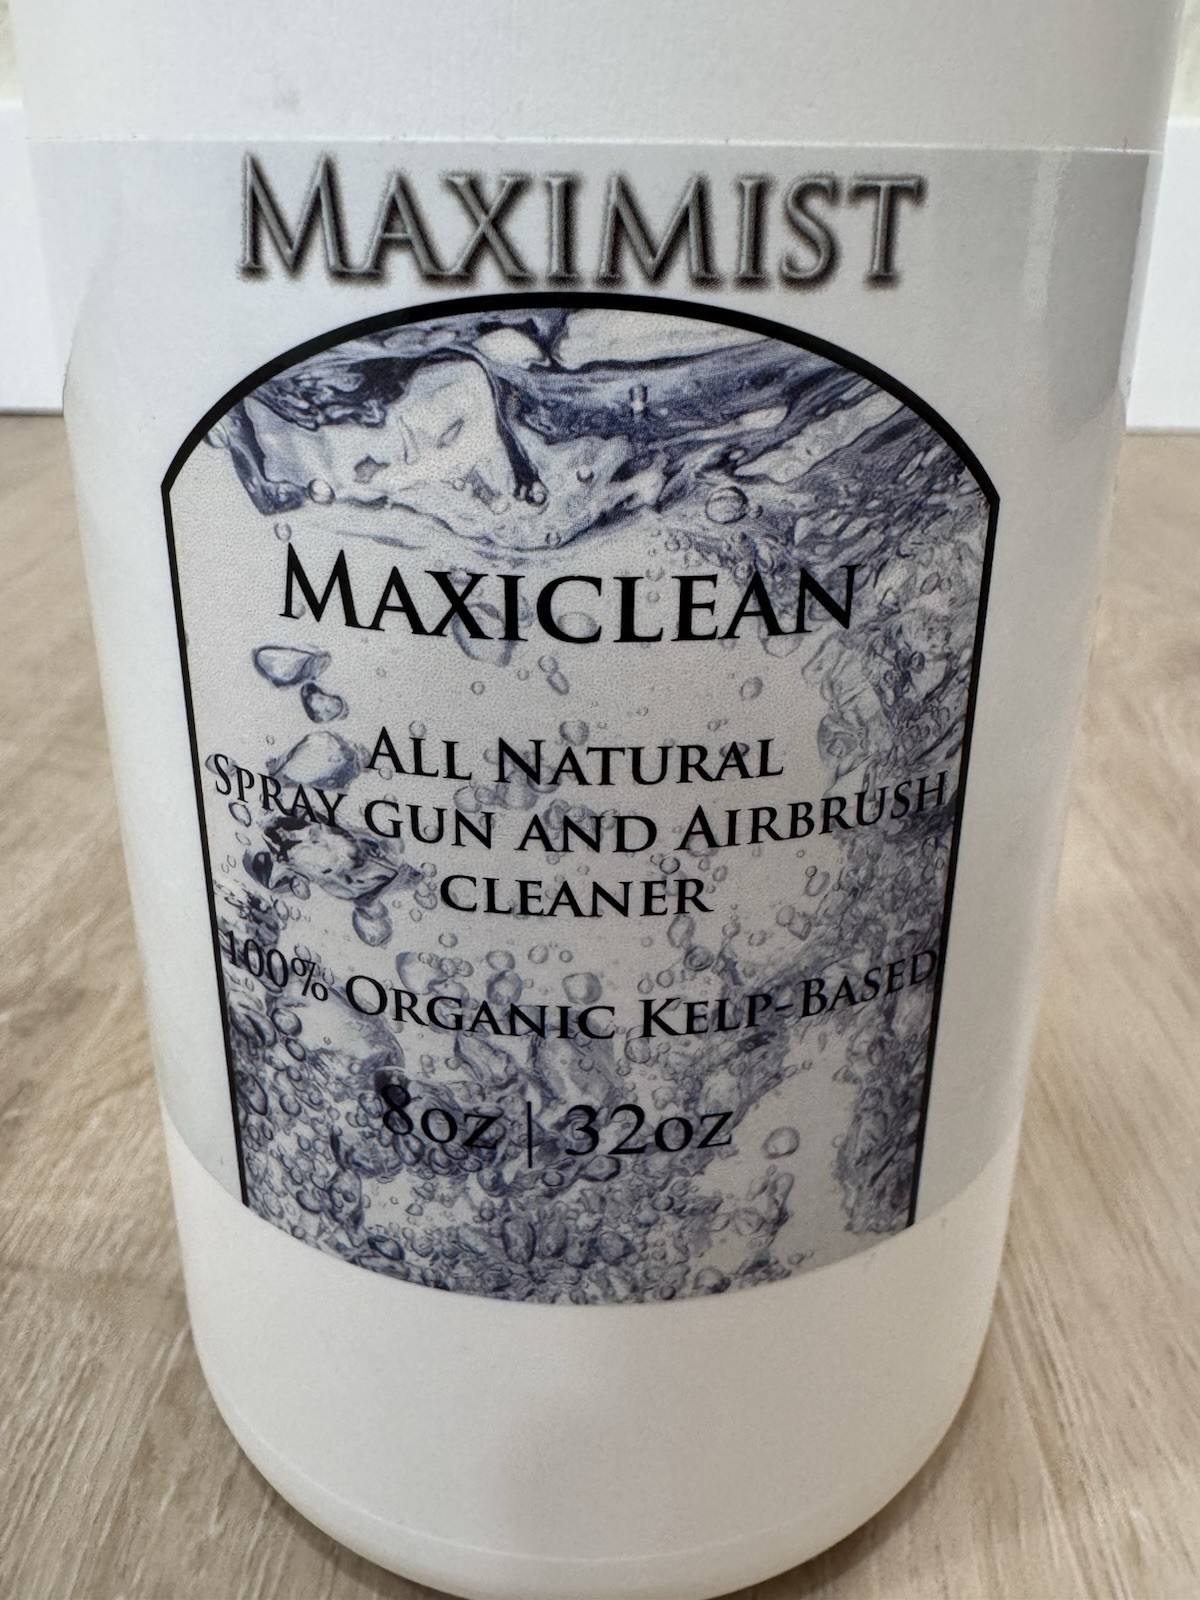 MAXIMIST
MAXICLEAN
ALL NATURAL
SPRAY GUN AND AIRBRUSH
CLEANER
100% ORGANIC KELP-BASED
8OZ | 32OZ